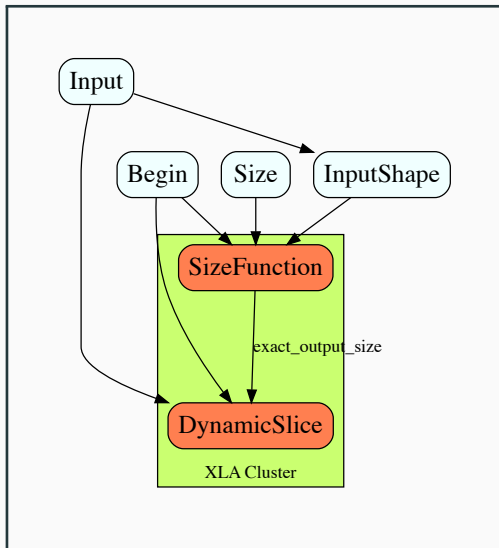 Input
Begin
Size
InputShape
SizeFunction
exact_output_size
DynamicSlice
XLA Cluster